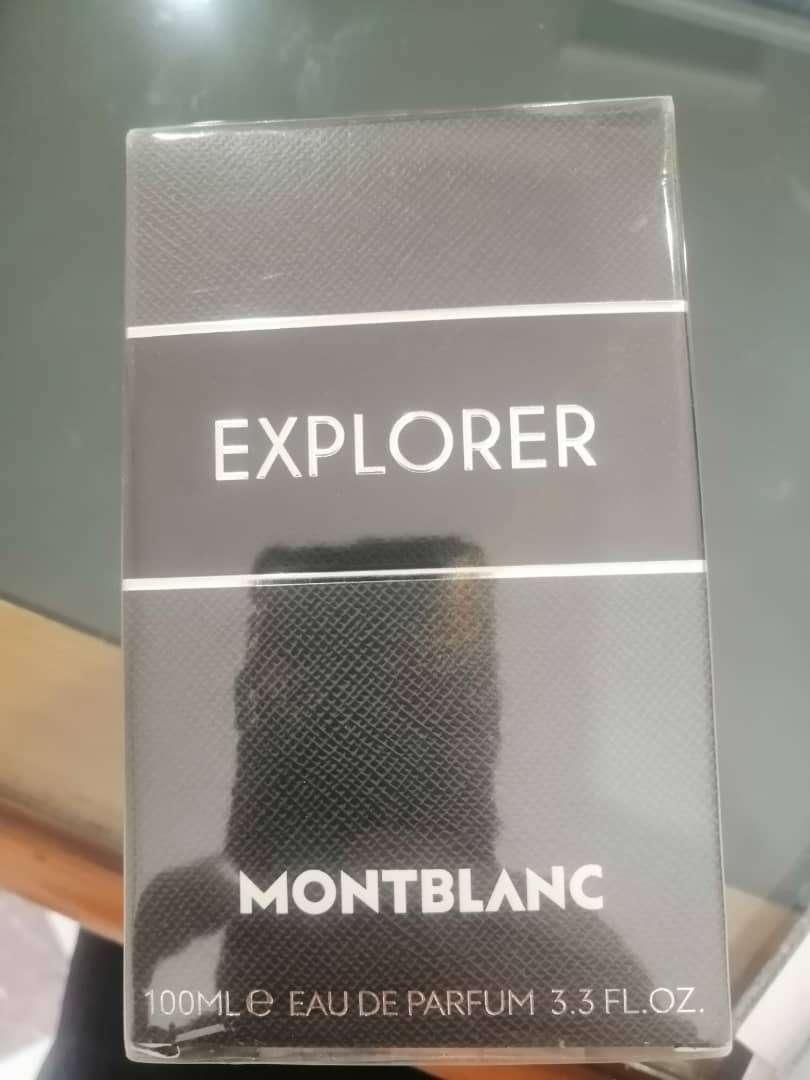 EXPLORER
MONTBLANC
100ML e EAU DE PARFUM 3.3 FL.OZ.